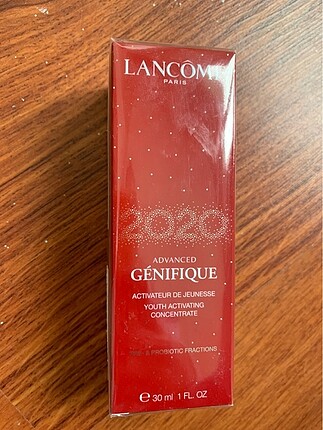 LANCÔME
PARIS
2020
ADVANCED
GÉNIFIQUE
ACTIVATEUR DE JEUNESSE
YOUTH ACTIVATING
CONCENTRATE
PROBIOTIC FRACTIONS
℮ 30 ml 1 FL. OZ